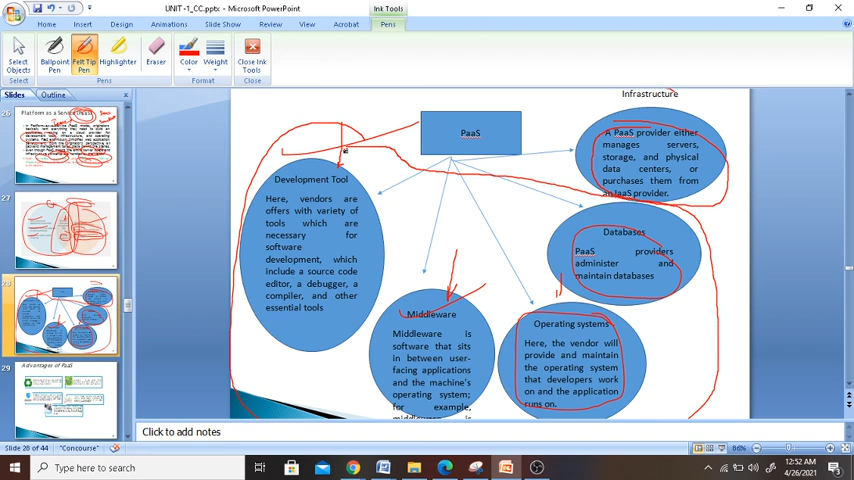 UNIT -1_CC.pptx - Microsoft PowerPoint
Ink Tools
Home Insert Design Animations Slide Show Review View Acrobat Pens
Select Objects
Ballpoint Pen
Felt Tip Pen
Highlighter
Eraser
Color
Weight
Close Ink Tools
Select
Pens
Format
Close
Slides
Outline
26
Platform as a Service (PaaS)
27
28
29
Advantages of PaaS
PaaS
Development Tool
Here, vendors are
offers with variety of
tools which are
necessary for
software
development, which
include a source code
editor, a debugger, a
compiler, and other
essential tools
Middleware
Middleware is
software that sits
in between user-
facing applications
and the machine's
operating system;
for example,
middleware is
Operating systems
Here, the vendor will
provide and maintain
the operating system
that developers work
on and the application
runs on.
Databases
PaaS providers
administer and
maintain databases
Infrastructure
A PaaS provider either
manages servers,
storage, and physical
data centers, or
purchases them from
an IaaS provider.
Click to add notes
Slide 28 of 44
"Concourse"
86%
Type here to search
12:52 AM
4/26/2021
3